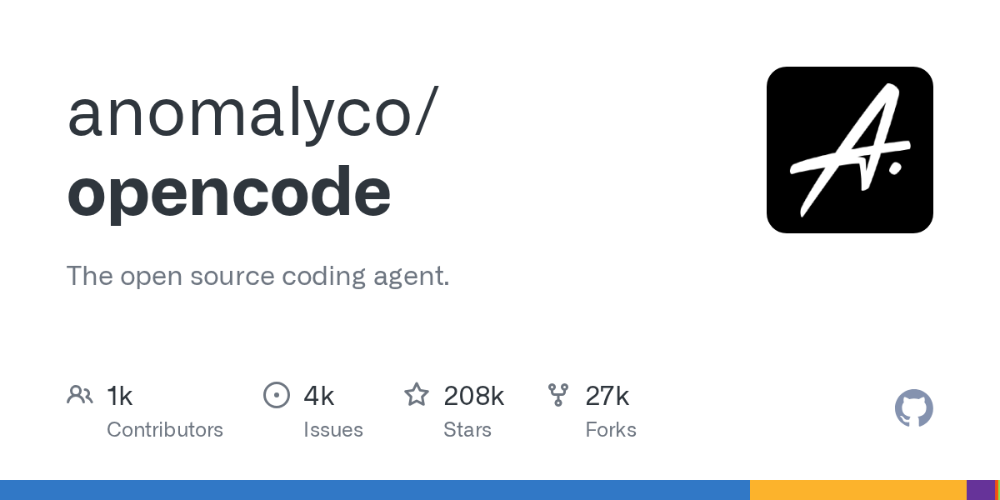 anomalyco/
opencode
The open source coding agent.
1k
Contributors
4k
Issues
208k
Stars
27k
Forks
A.